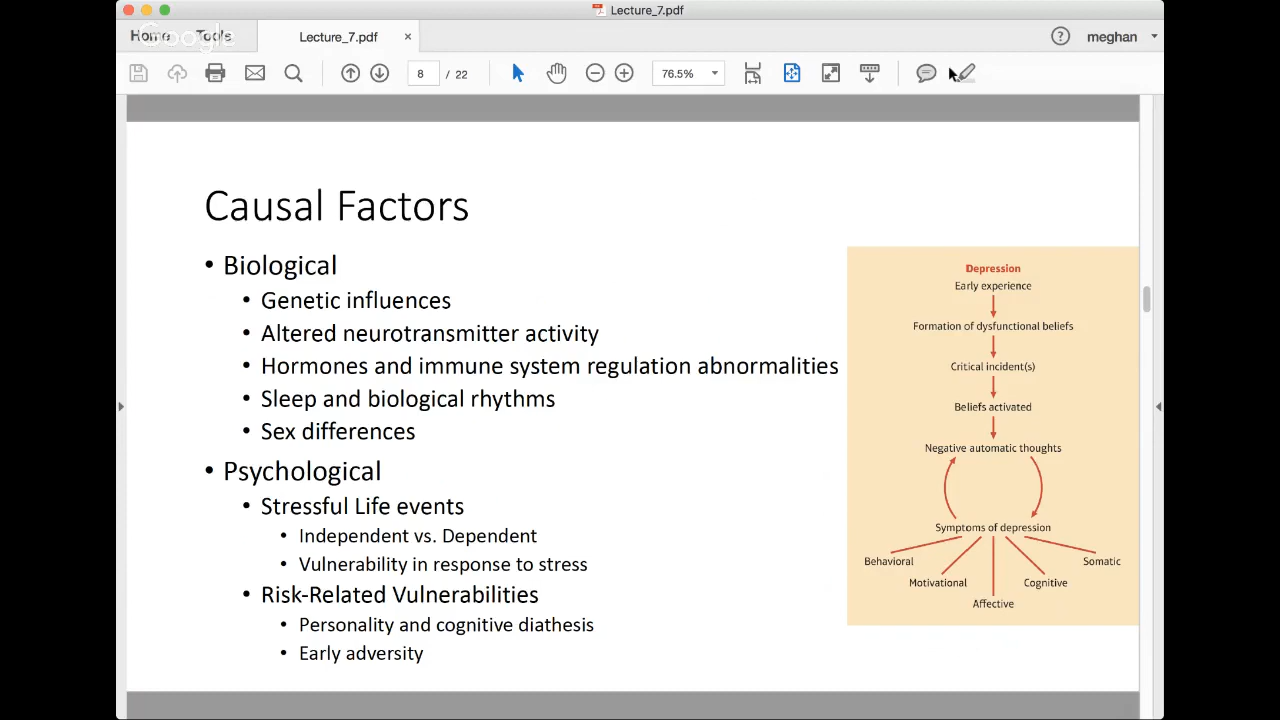 Lecture_7.pdf
Home Tools Lecture_7.pdf × ? meghan
Google
8 / 22 76.5%
Causal Factors
• Biological
• Genetic influences
• Altered neurotransmitter activity
• Hormones and immune system regulation abnormalities
• Sleep and biological rhythms
• Sex differences
• Psychological
• Stressful Life events
• Independent vs. Dependent
• Vulnerability in response to stress
• Risk-Related Vulnerabilities
• Personality and cognitive diathesis
• Early adversity
Depression
Early experience
Formation of dysfunctional beliefs
Critical incident(s)
Beliefs activated
Negative automatic thoughts
Symptoms of depression
Behavioral
Somatic
Motivational
Cognitive
Affective